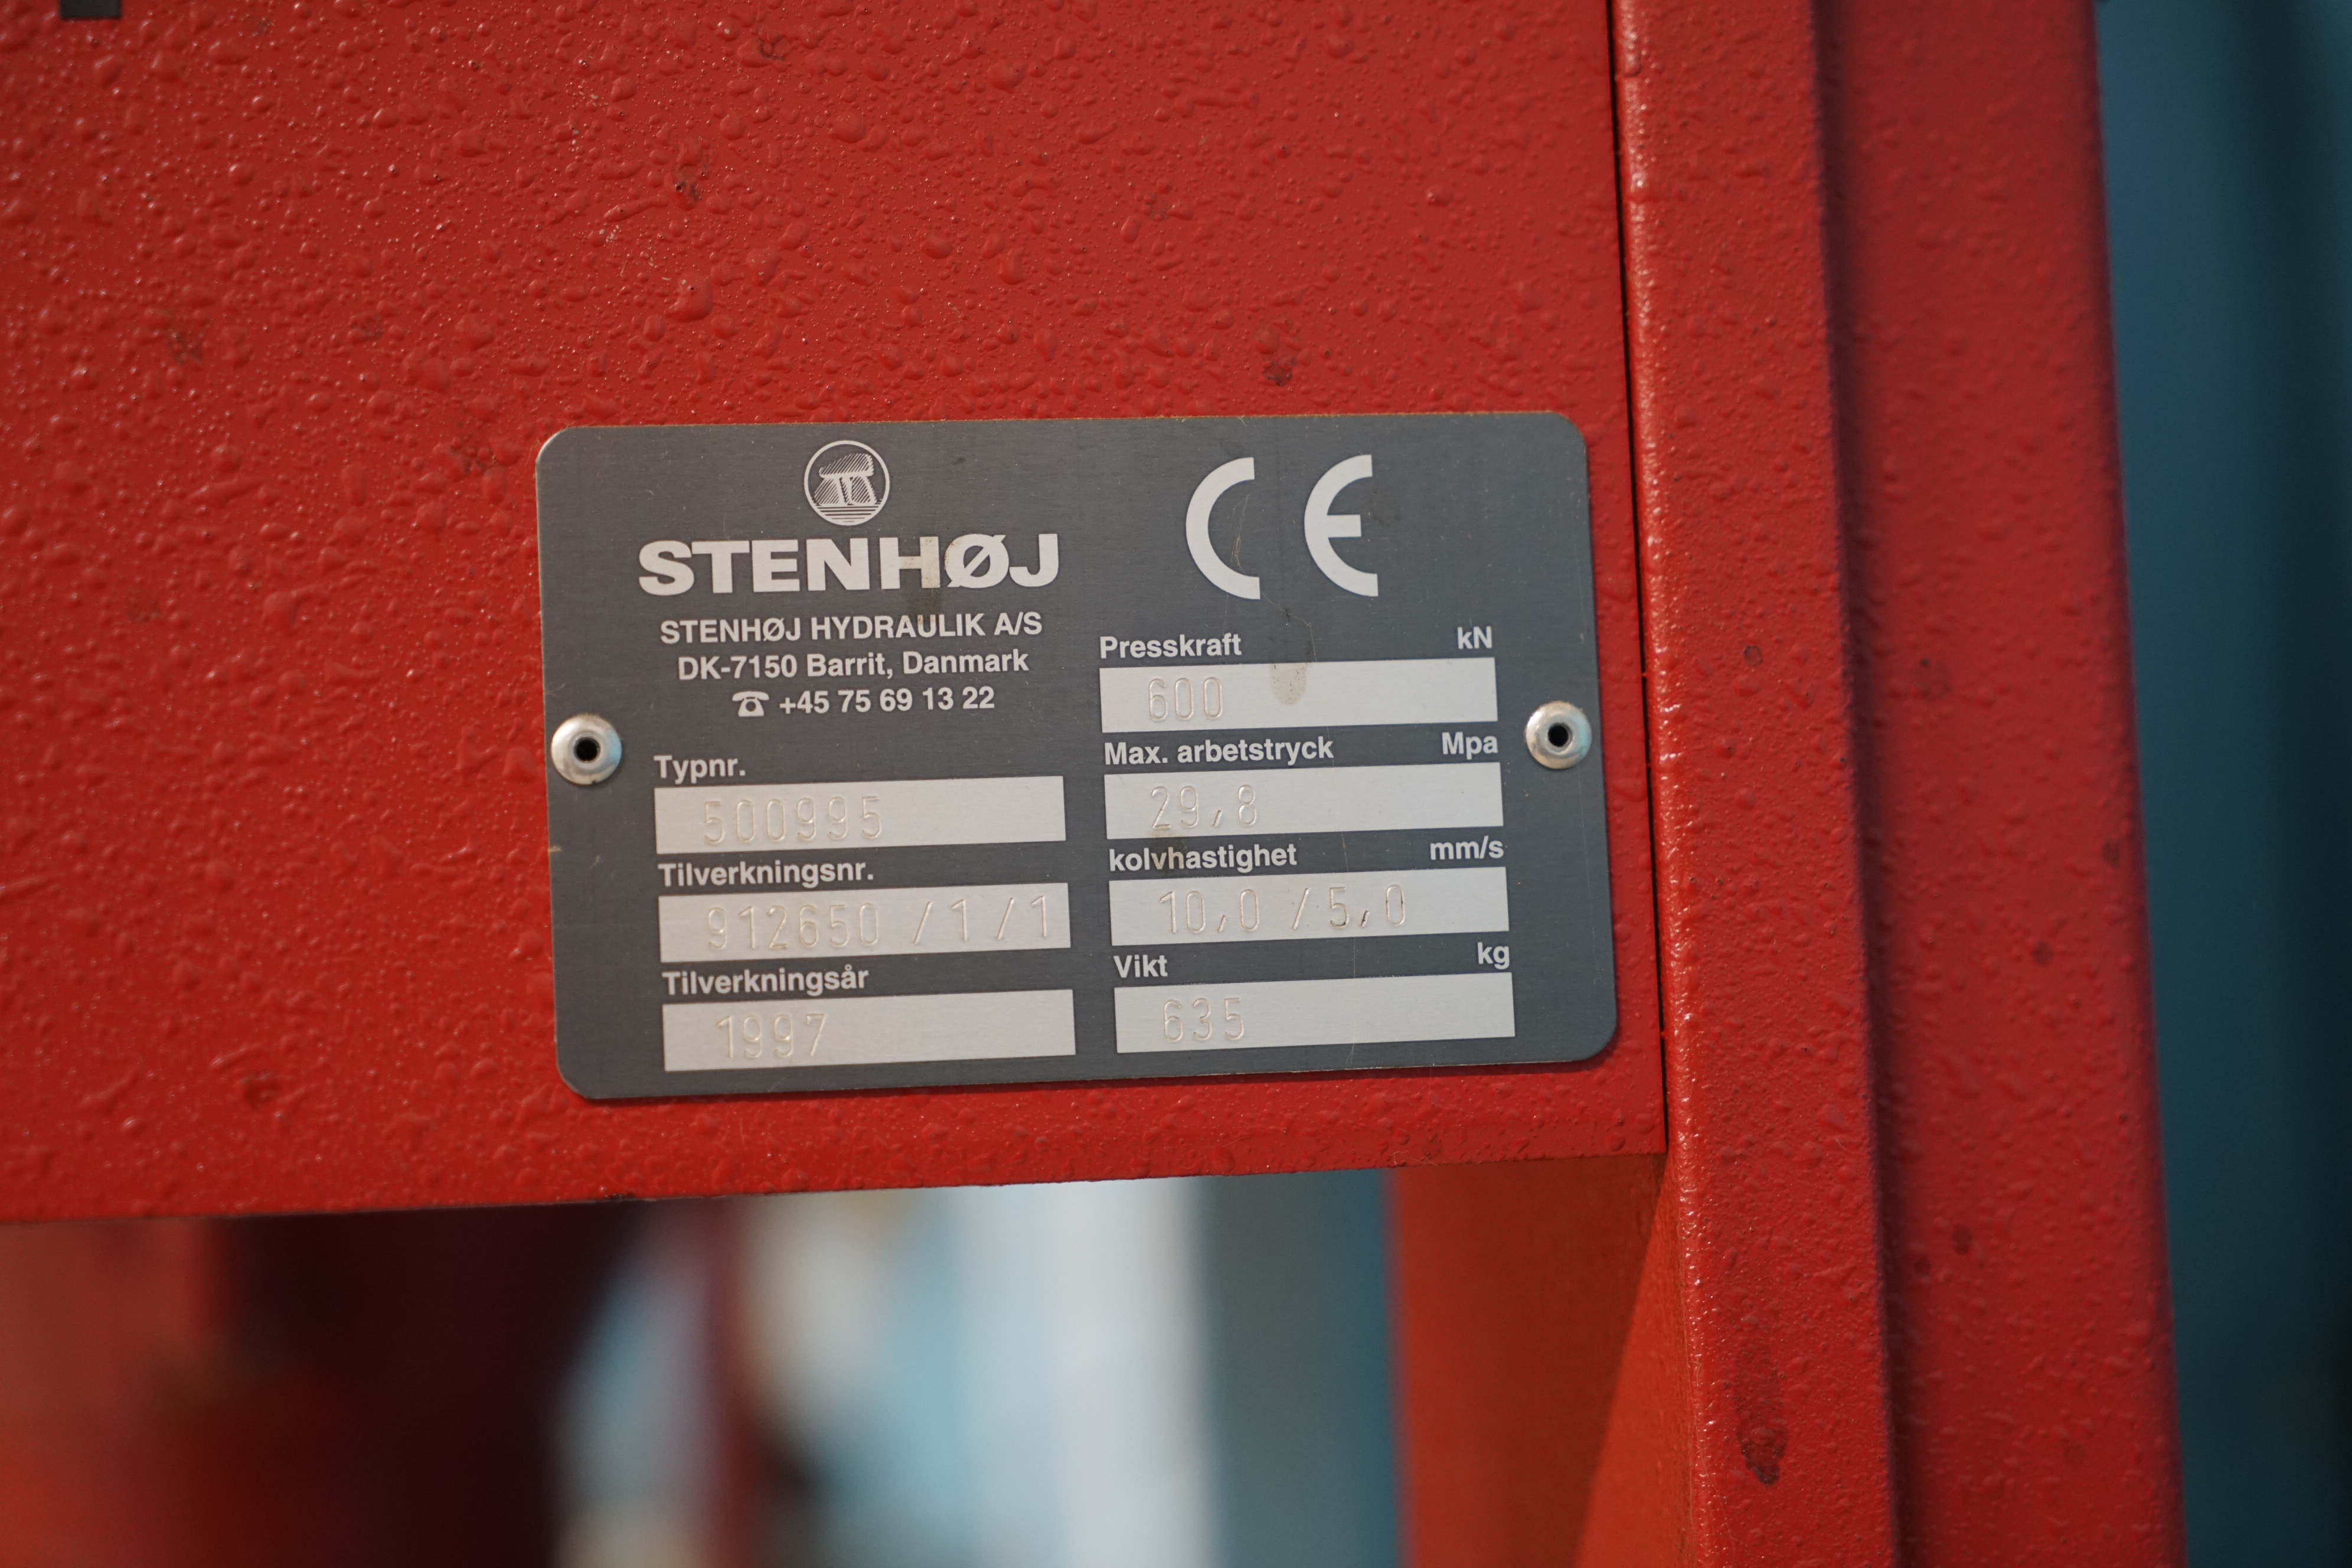 STENHØJ
STENHØJ HYDRAULIK A/S
DK-7150 Barrit, Danmark
☎ +45 75 69 13 22
Typnr.
500995
Tilverkningsnr.
912650 /1 /1
Tilverkningsår
1997
CE
Presskraft kN
600
Max. arbetstryck Mpa
29,8
kolvhastighet mm/s
10,0 /5,0
Vikt kg
635